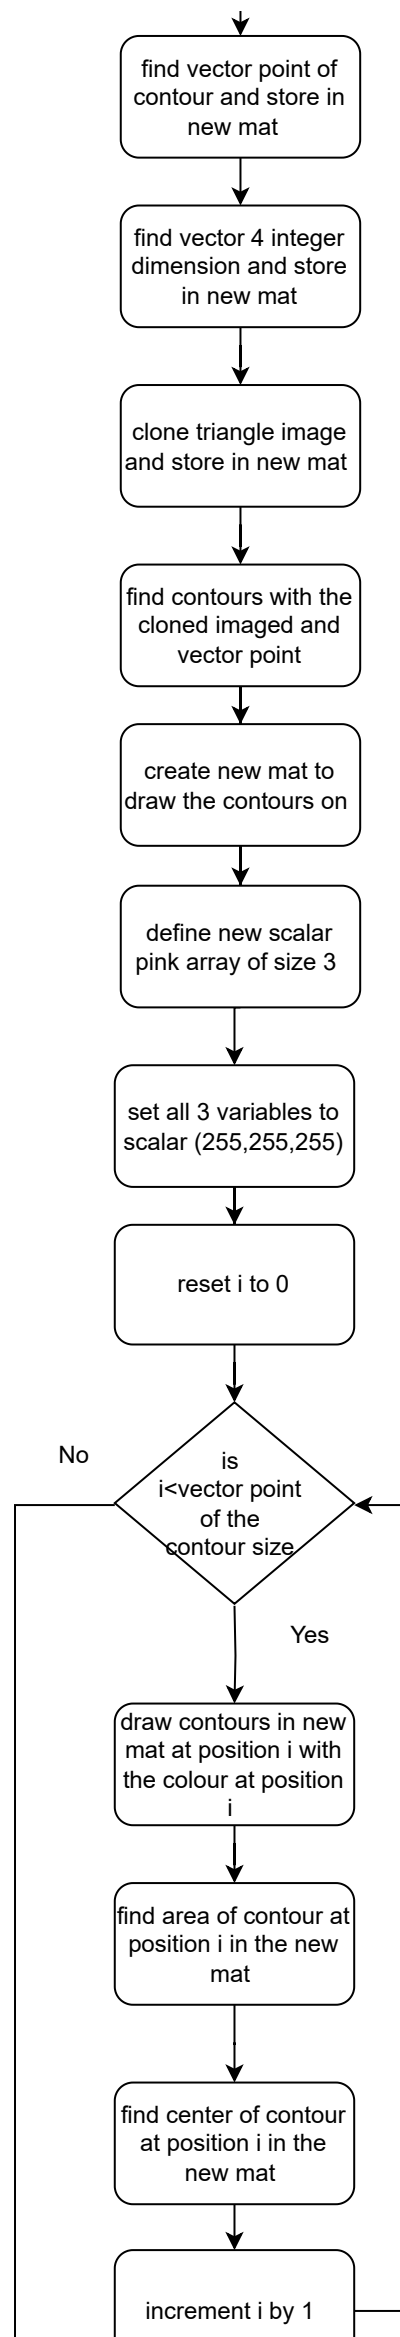 find vector point of
contour and store in
new mat
find vector 4 integer
dimension and store
in new mat
clone triangle image
and store in new mat
find contours with the
cloned imaged and
vector point
create new mat to
draw the contours on
define new scalar
pink array of size 3
set all 3 variables to
scalar (255,255,255)
reset i to 0
No
is
i<vector point
of the
contour size
Yes
draw contours in new
mat at position i with
the colour at position
i
find area of contour at
position i in the new
mat
find center of contour
at position i in the
new mat
increment i by 1